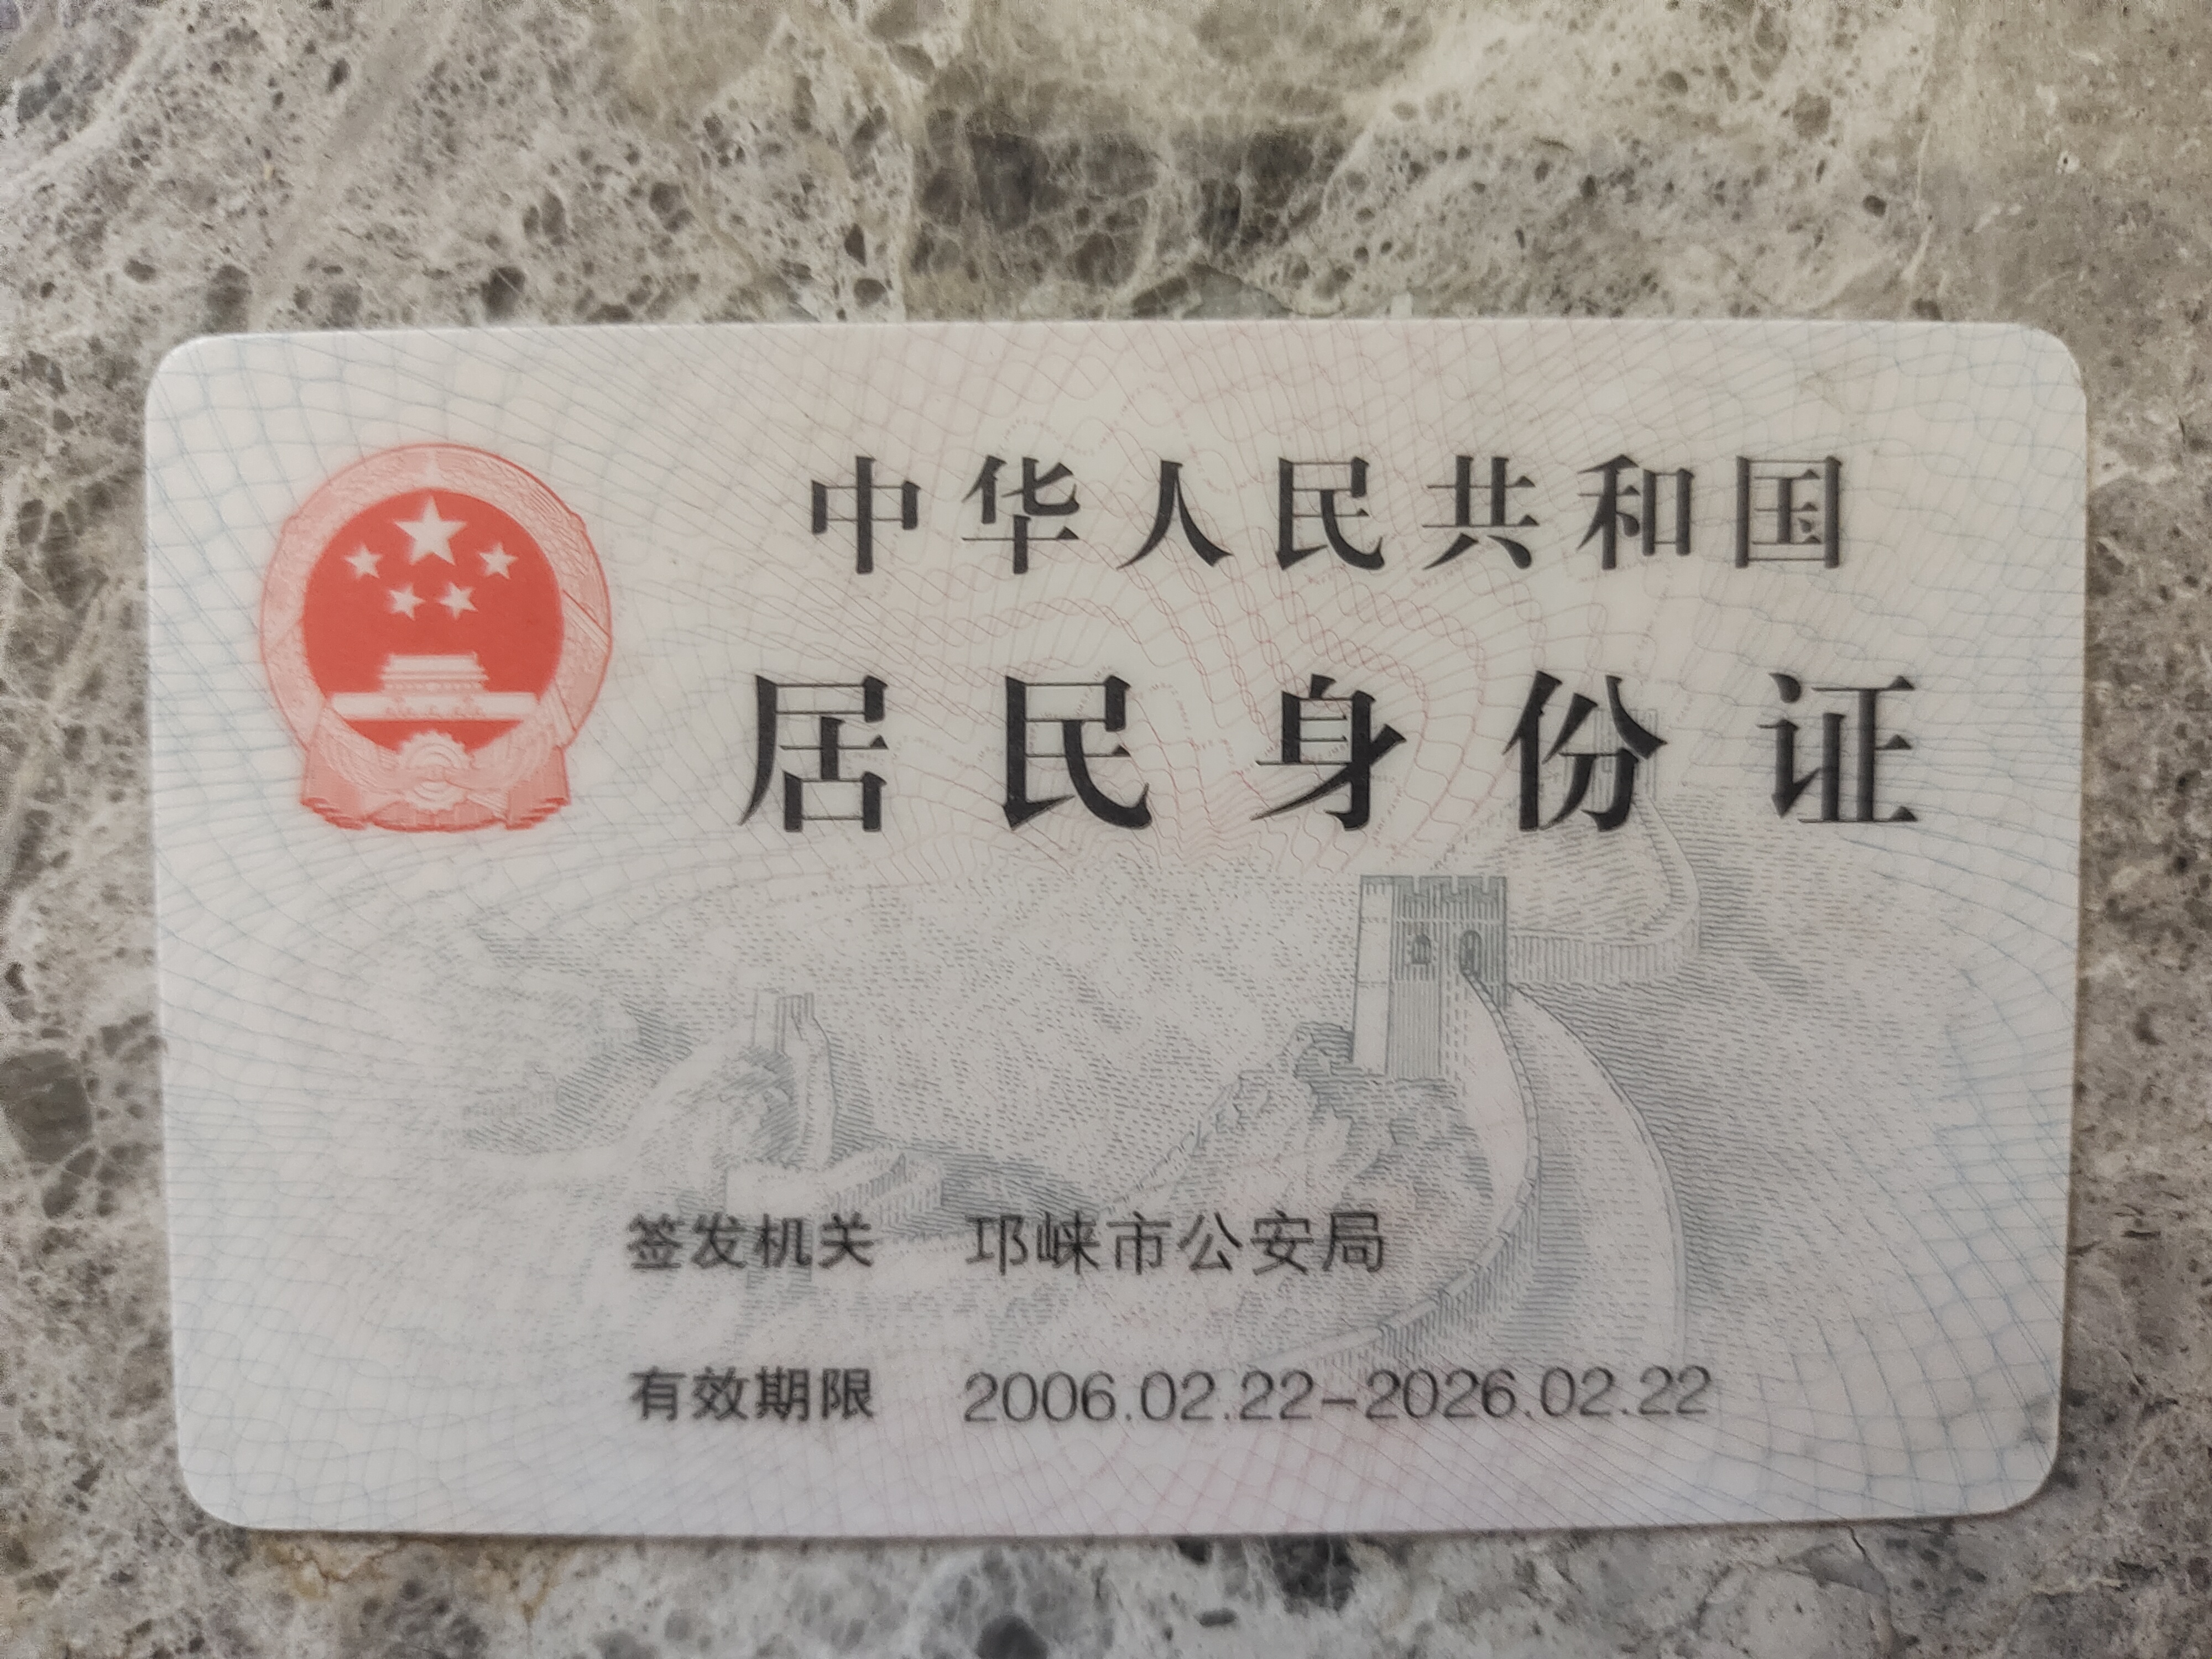 中华人民共和国
居民身份证
签发机关 邛崃市公安局
有效期限 2006.02.22-2026.02.22